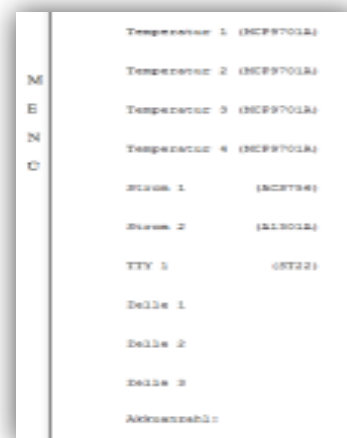 M
E
N
Temperatur 1 (MCP9701A)
Temperatur 2 (MCP9701A)
Temperatur 3 (MCP9701A)
Temperatur 4 (MCP9701A)
Strom 1
Strom 2
TTY 1
Zelle 1
Zelle 2
Zelle 3
Akkuanzahl: